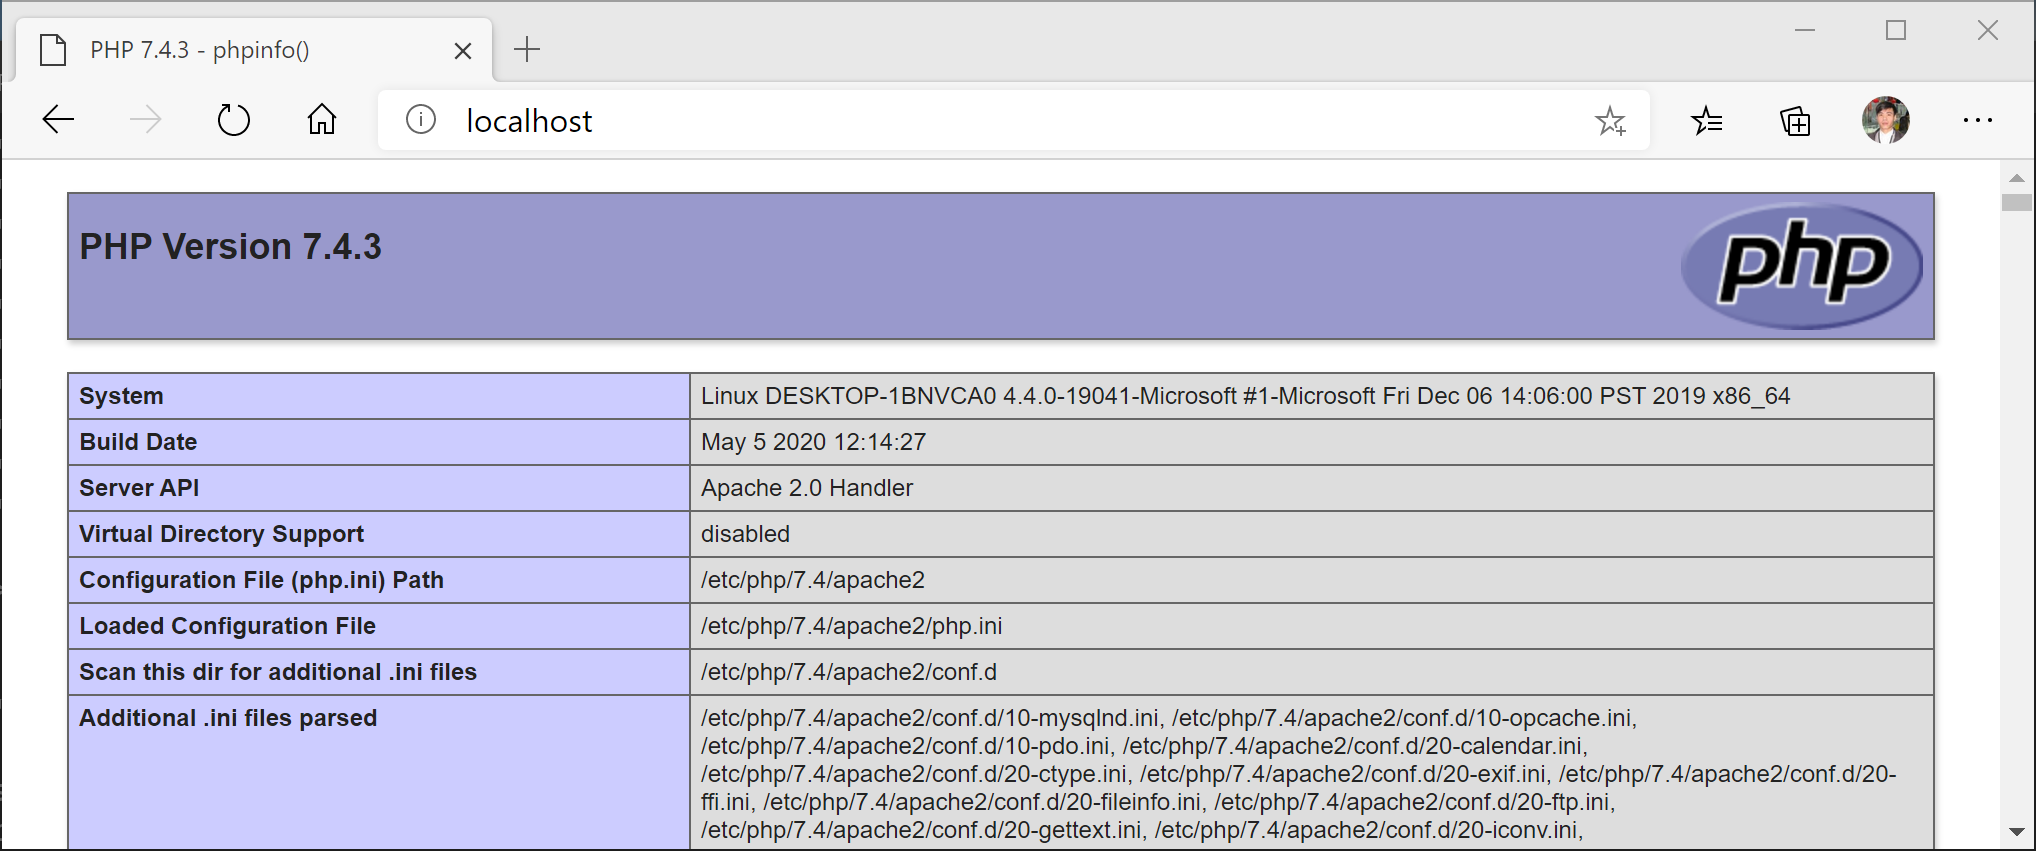 PHP 7.4.3 - phpinfo()
localhost
PHP Version 7.4.3
php
System Linux DESKTOP-1BNVCA0 4.4.0-19041-Microsoft #1-Microsoft Fri Dec 06 14:06:00 PST 2019 x86_64
Build Date May 5 2020 12:14:27
Server API Apache 2.0 Handler
Virtual Directory Support disabled
Configuration File (php.ini) Path /etc/php/7.4/apache2
Loaded Configuration File /etc/php/7.4/apache2/php.ini
Scan this dir for additional .ini files /etc/php/7.4/apache2/conf.d
Additional .ini files parsed /etc/php/7.4/apache2/conf.d/10-mysqlnd.ini, /etc/php/7.4/apache2/conf.d/10-opcache.ini,
/etc/php/7.4/apache2/conf.d/10-pdo.ini, /etc/php/7.4/apache2/conf.d/20-calendar.ini,
/etc/php/7.4/apache2/conf.d/20-ctype.ini, /etc/php/7.4/apache2/conf.d/20-exif.ini, /etc/php/7.4/apache2/conf.d/20-
ffi.ini, /etc/php/7.4/apache2/conf.d/20-fileinfo.ini, /etc/php/7.4/apache2/conf.d/20-ftp.ini,
/etc/php/7.4/apache2/conf.d/20-gettext.ini, /etc/php/7.4/apache2/conf.d/20-iconv.ini,